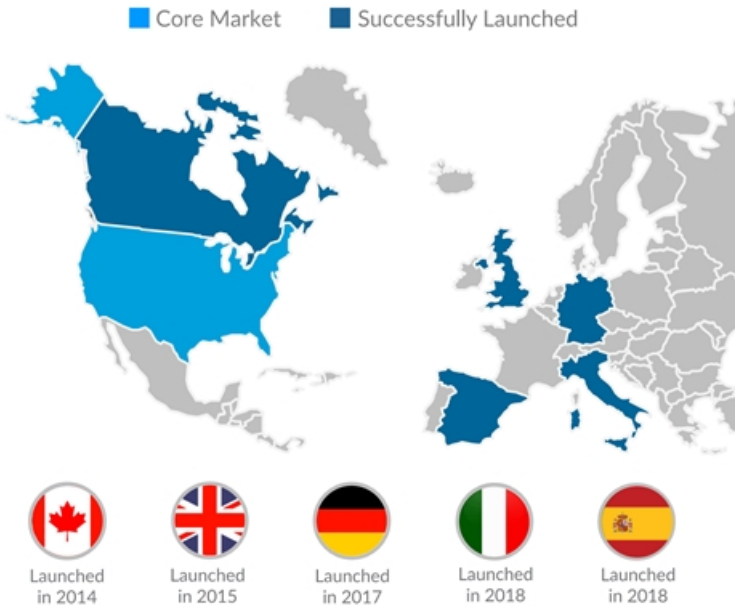 Core Market
Successfully Launched
Launched
in 2014
Launched
in 2015
Launched
in 2017
Launched
in 2018
Launched
in 2018